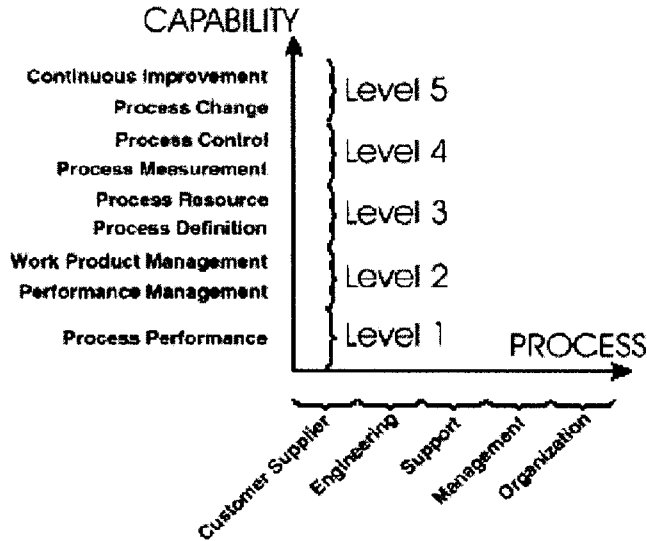 CAPABILITY
Continuous Improvement
Process Change
Process Control
Process Measurement
Process Resource
Process Definition
Work Product Management
Performance Management
Process Performance
Level 5
Level 4
Level 3
Level 2
Level 1
PROCESS
Customer Supplier
Engineering
Support
Management
Organization